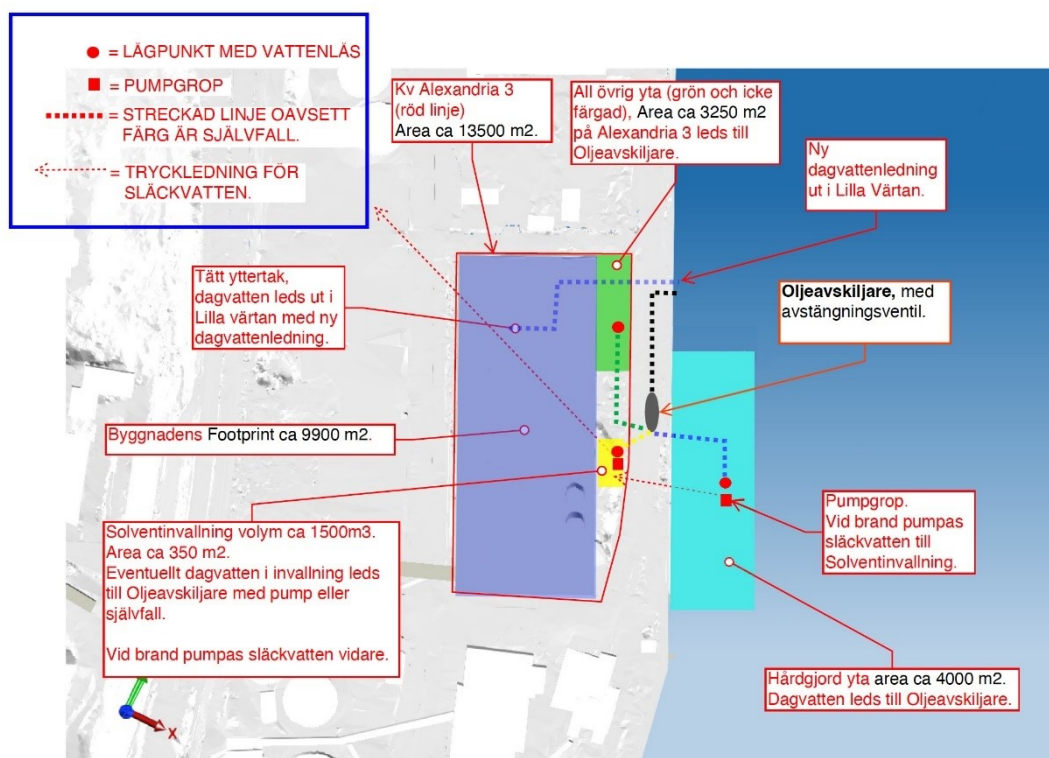 = LÄGPUNKT MED VATTENLÅS
= PUMPGROP
= STRECKAD LINJE OAVSETT
FÄRG ÄR SJÄLVFALL.
= TRYCKLEDNING FÖR
SLÄCKVATTEN.
Kv Alexandria 3
(röd linje)
Area ca 13500 m2.
All övrig yta (grön och icke
färgad), Area ca 3250 m2
på Alexandria 3 leds till
Oljeavskiljare.
Ny
dagvattenledning
ut i Lilla Värtan.
Tätt yttertak,
dagvatten leds ut i
Lilla värtan med ny
dagvattenledning.
Oljeavskiljare, med
avstängningsventil.
Byggnadens Footprint ca 9900 m2.
Solventinvallning volym ca 1500m3.
Area ca 350 m2.
Eventuellt dagvatten i invallning leds
till Oljeavskiljare med pump eller
självfall.
Vid brand pumpas släckvatten vidare.
Pumpgrop.
Vid brand pumpas
släckvatten till
Solventinvallning.
Hårdgjord yta area ca 4000 m2.
Dagvatten leds till Oljeavskiljare.
X